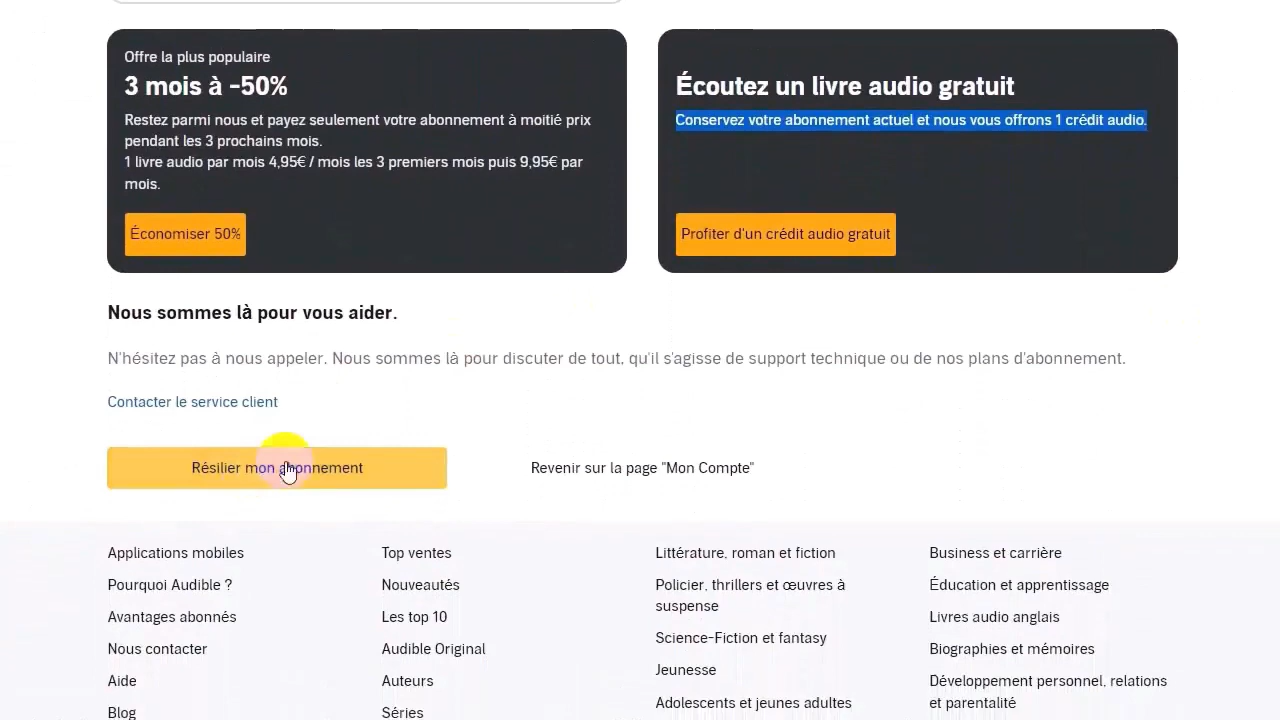 Offre la plus populaire
3 mois à -50%
Restez parmi nous et payez seulement votre abonnement à moitié prix
pendant les 3 prochains mois.
1 livre audio par mois 4,95€ / mois les 3 premiers mois puis 9,95€ par
mois.
Économiser 50%
Écoutez un livre audio gratuit
Conservez votre abonnement actuel et nous vous offrons 1 crédit audio.
Profiter d'un crédit audio gratuit
Nous sommes là pour vous aider.
N'hésitez pas à nous appeler. Nous sommes là pour discuter de tout, qu'il s'agisse de support technique ou de nos plans d'abonnement.
Contacter le service client
Résilier mon abonnement
Revenir sur la page "Mon Compte"
Applications mobiles
Pourquoi Audible ?
Avantages abonnés
Nous contacter
Aide
Blog
Top ventes
Nouveautés
Les top 10
Audible Original
Auteurs
Séries
Littérature, roman et fiction
Policier, thrillers et œuvres à
suspense
Science-Fiction et fantasy
Jeunesse
Adolescents et jeunes adultes
Business et carrière
Éducation et apprentissage
Livres audio anglais
Biographies et mémoires
Développement personnel, relations
et parentalité